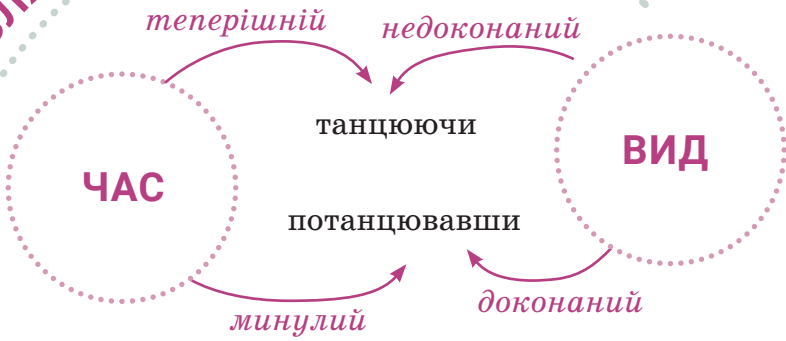 теперішній
недоконаний
танцюючи
ЧАС
ВИД
потанцювавши
доконаний
минулий